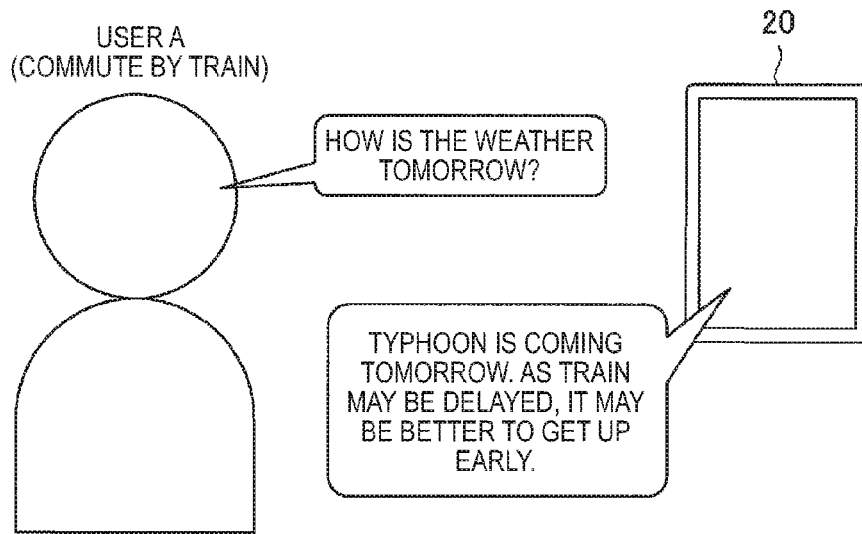 USER A
(COMMUTE BY TRAIN)
20
HOW IS THE WEATHER
TOMORROW?
TYPHOON IS COMING
TOMORROW. AS TRAIN
MAY BE DELAYED, IT MAY
BE BETTER TO GET UP
EARLY.